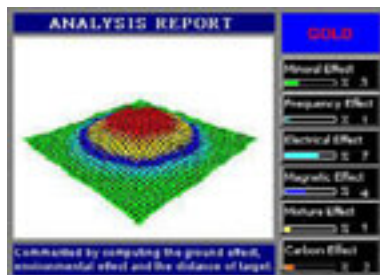 ANALYSIS REPORT
GOLD
Mineral Effect
Frequency Effect
Electrical Effect
Magnetic Effect
Moisture Effect
Carbon Effect
Commented by computing the ground effect,
environmental effect and the distance of target